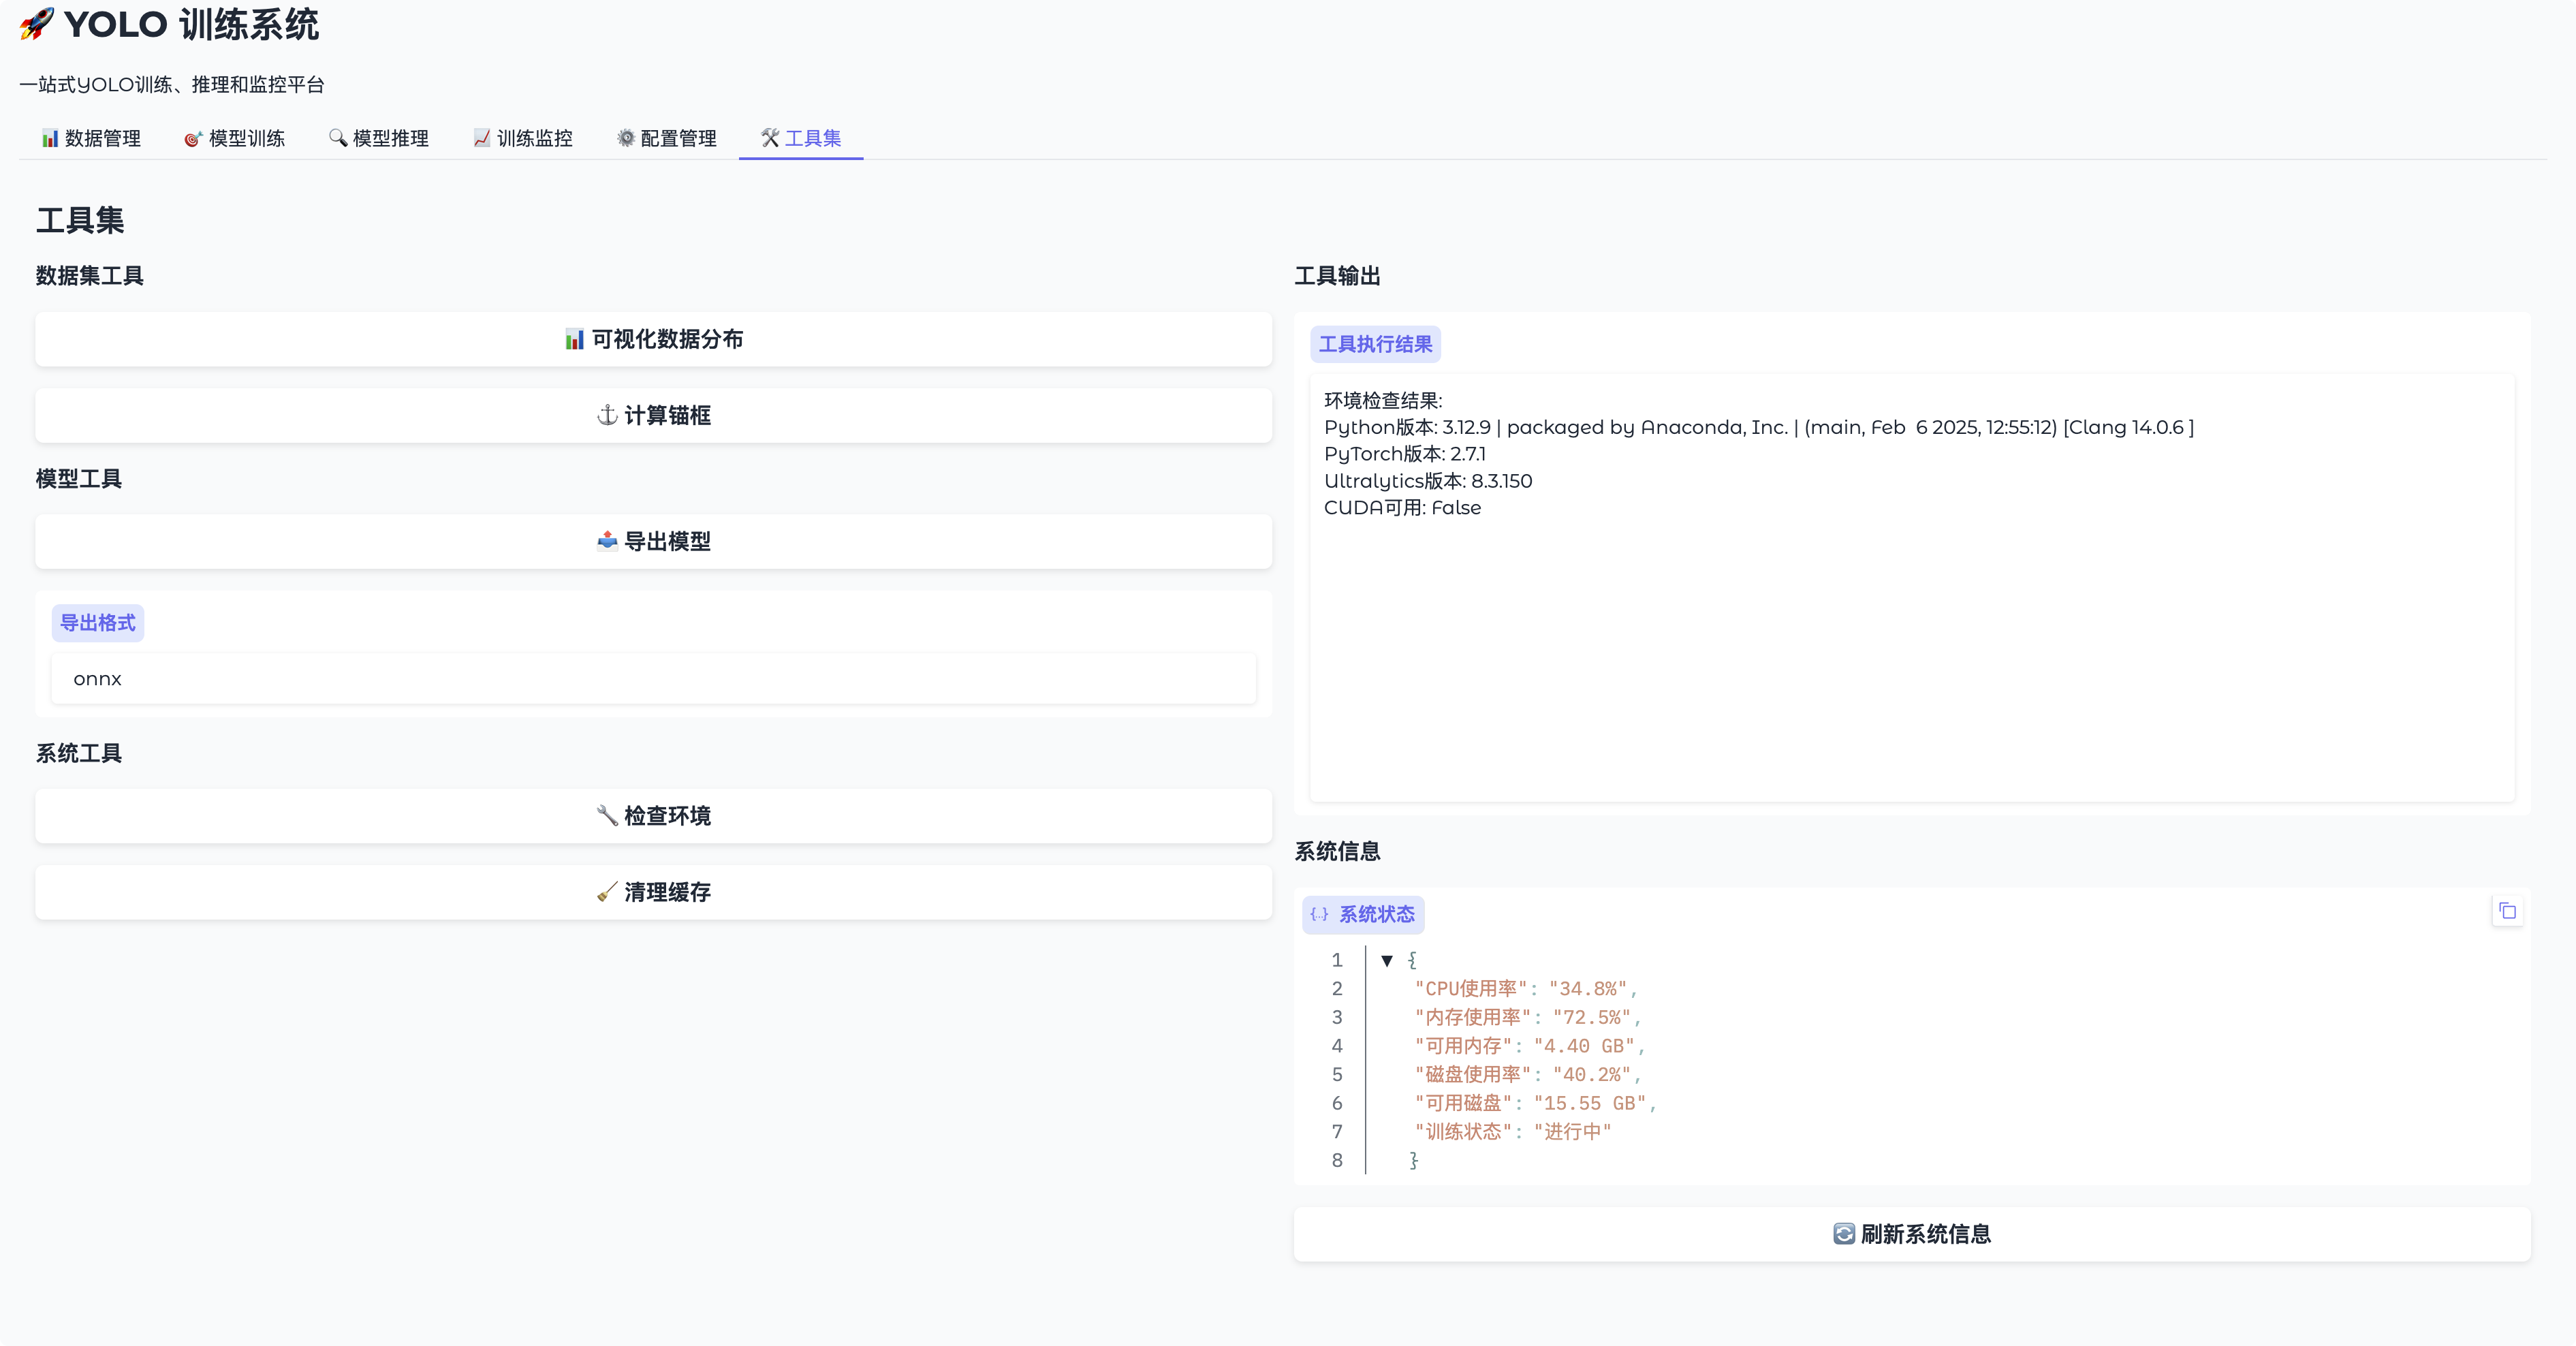 🚀 YOLO 训练系统
一站式YOLO训练、推理和监控平台
📊 数据管理 🎯 模型训练 🔍 模型推理 📈 训练监控 ⚙️ 配置管理 🛠️ 工具集
工具集
数据集工具
📊 可视化数据分布
⚓ 计算锚框
模型工具
📤 导出模型
导出格式
onnx
系统工具
🔧 检查环境
🧹 清理缓存
工具输出
工具执行结果
环境检查结果:
Python版本: 3.12.9 | packaged by Anaconda, Inc. | (main, Feb  6 2025, 12:55:12) [Clang 14.0.6 ]
PyTorch版本: 2.7.1
Ultralytics版本: 8.3.150
CUDA可用: False
系统信息
{..} 系统状态
1 ▼ {
2 "CPU使用率": "34.8%",
3 "内存使用率": "72.5%",
4 "可用内存": "4.40 GB",
5 "磁盘使用率": "40.2%",
6 "可用磁盘": "15.55 GB",
7 "训练状态": "进行中"
8 }
🔄 刷新系统信息